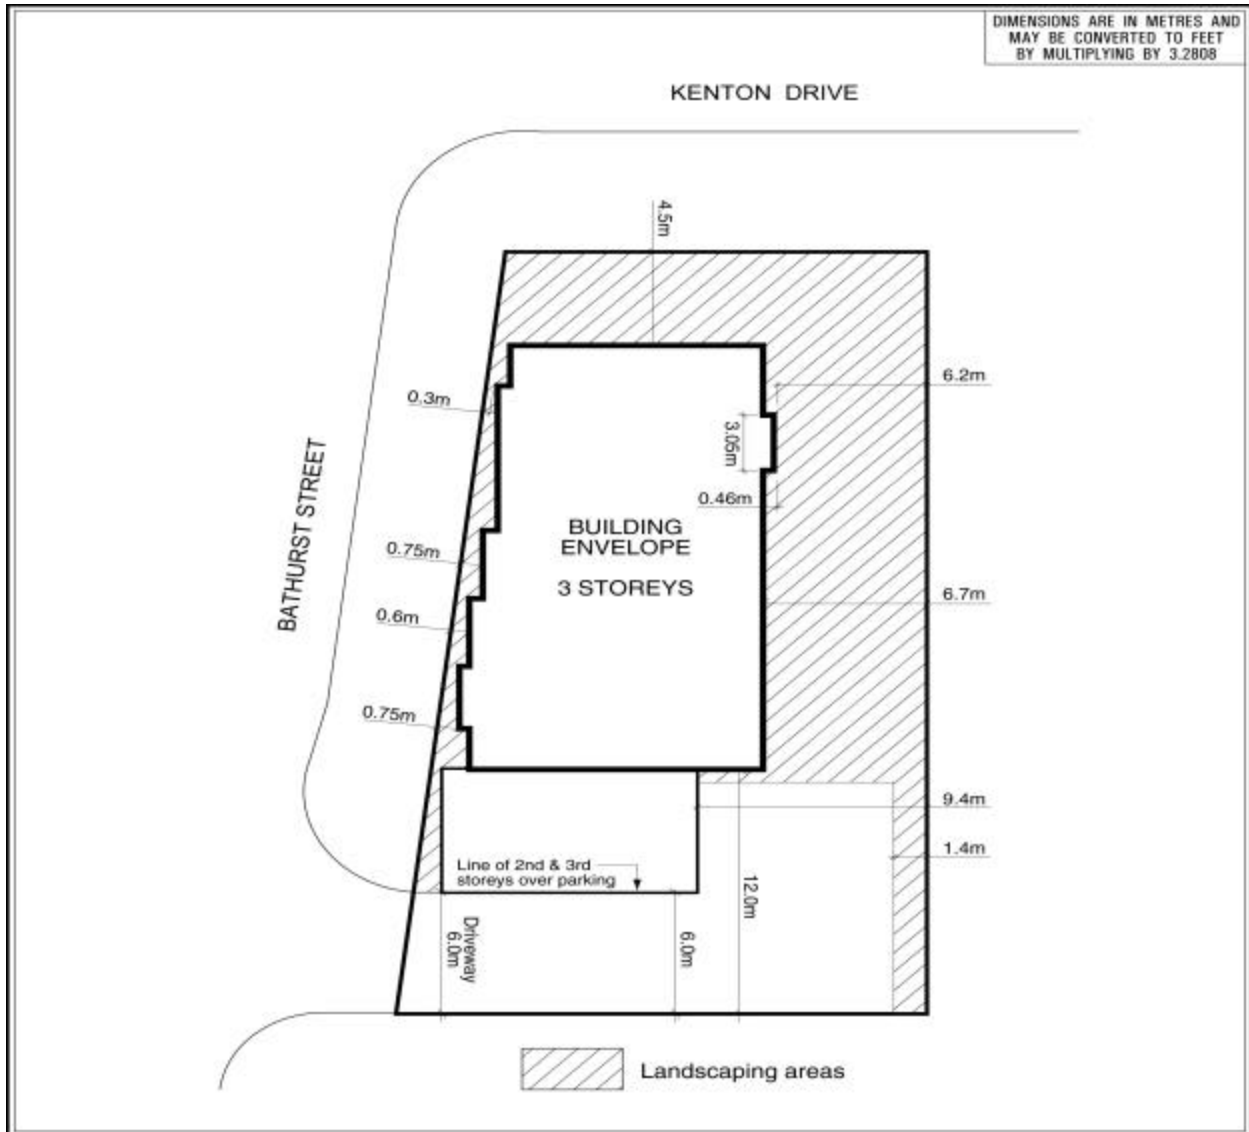 DIMENSIONS ARE IN METRES AND
MAY BE CONVERTED TO FEET
BY MULTIPLYING BY 3.2808
KENTON DRIVE
4.5m
6.2m
0.3m
3.05m
BATHURST STREET
0.46m
BUILDING
ENVELOPE
3 STOREYS
0.75m
0.6m
6.7m
0.75m
9.4m
1.4m
Line of 2nd & 3rd
storeys over parking
12.0m
Driveway
6.0m
6.0m
Landscaping areas